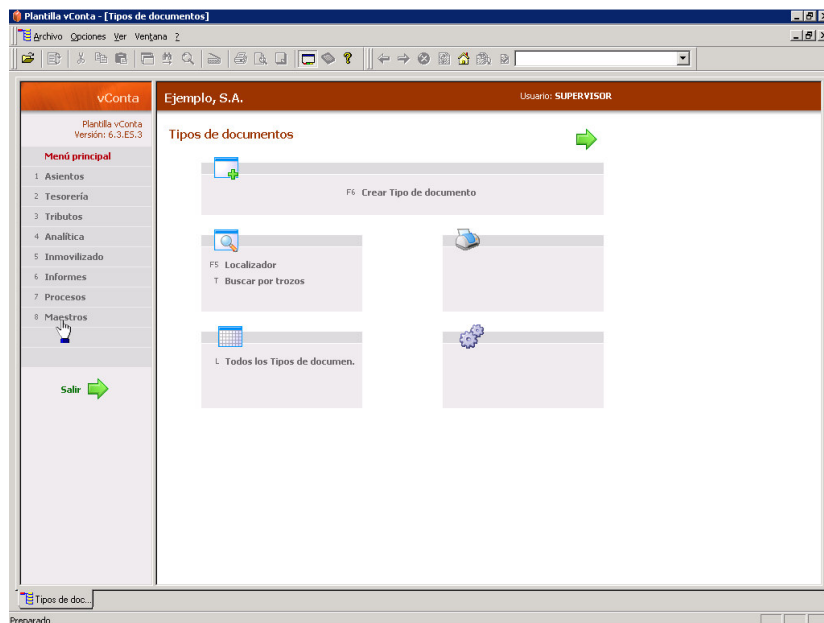 Plantilla vConta - [Tipos de documentos]
Archivo Opciones Ver Ventana ?
vConta
Ejemplo, S.A.
Usuario: SUPERVISOR
Plantilla vConta
Versión: 6.3.E5.3
Tipos de documentos
Menú principal
1 Asientos
2 Tesorería
3 Tributos
4 Analítica
5 Inmovilizado
6 Informes
7 Procesos
8 Maestros
Salir
F6 Crear Tipo de documento
F5 Localizador
T Buscar por trozos
L Todos los Tipos de documen.
Tipos de doc...
Preparado